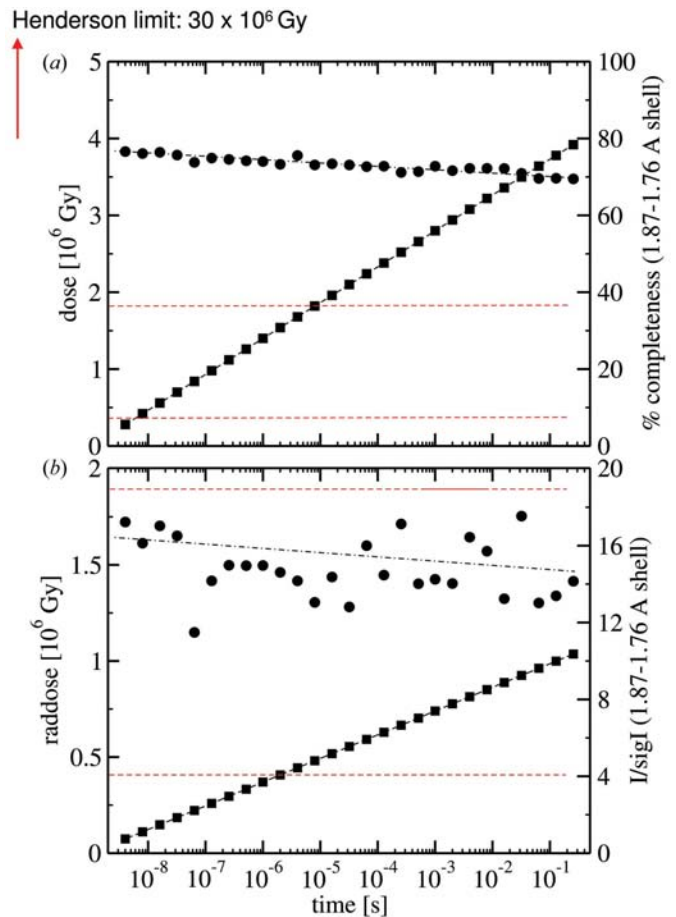 Henderson limit: 30 x 10⁶ Gy
(a)
5
4
3
2
1
0
dose [10⁶ Gy]
100
80
60
40
20
0
% completeness (1.87-1.76 A shell)
(b)
2
1.5
1
0.5
0
raddose [10⁶ Gy]
20
16
12
8
4
0
I/sigI (1.87-1.76 A shell)
10⁻⁸ 10⁻⁷ 10⁻⁶ 10⁻⁵ 10⁻⁴ 10⁻³ 10⁻² 10⁻¹
time [s]